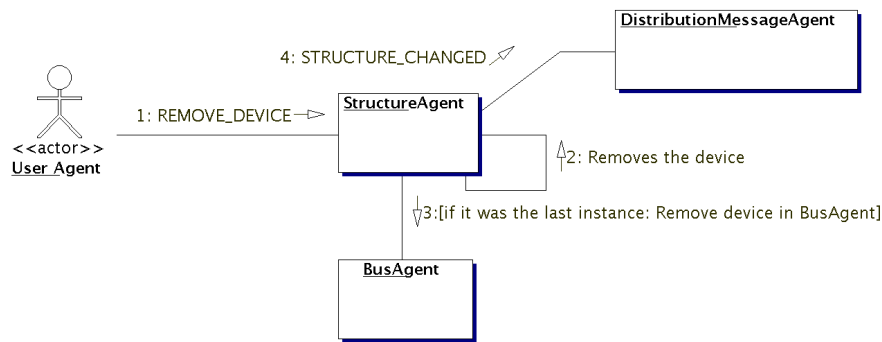 DistributionMessageAgent
4: STRUCTURE_CHANGED
StructureAgent
1: REMOVE_DEVICE
<<actor>>
User Agent
2: Removes the device
3:[if it was the last instance: Remove device in BusAgent]
BusAgent